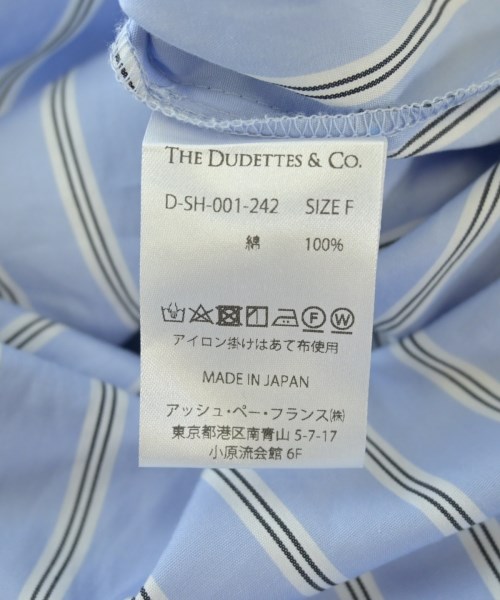 THE DUDETTES & CO.
D-SH-001-242 SIZE F
綿 100%
F W
アイロン掛けはあて布使用
MADE IN JAPAN
アッシュ・ペー・フランス㈱
東京都港区南青山 5-7-17
小原流会館 6F